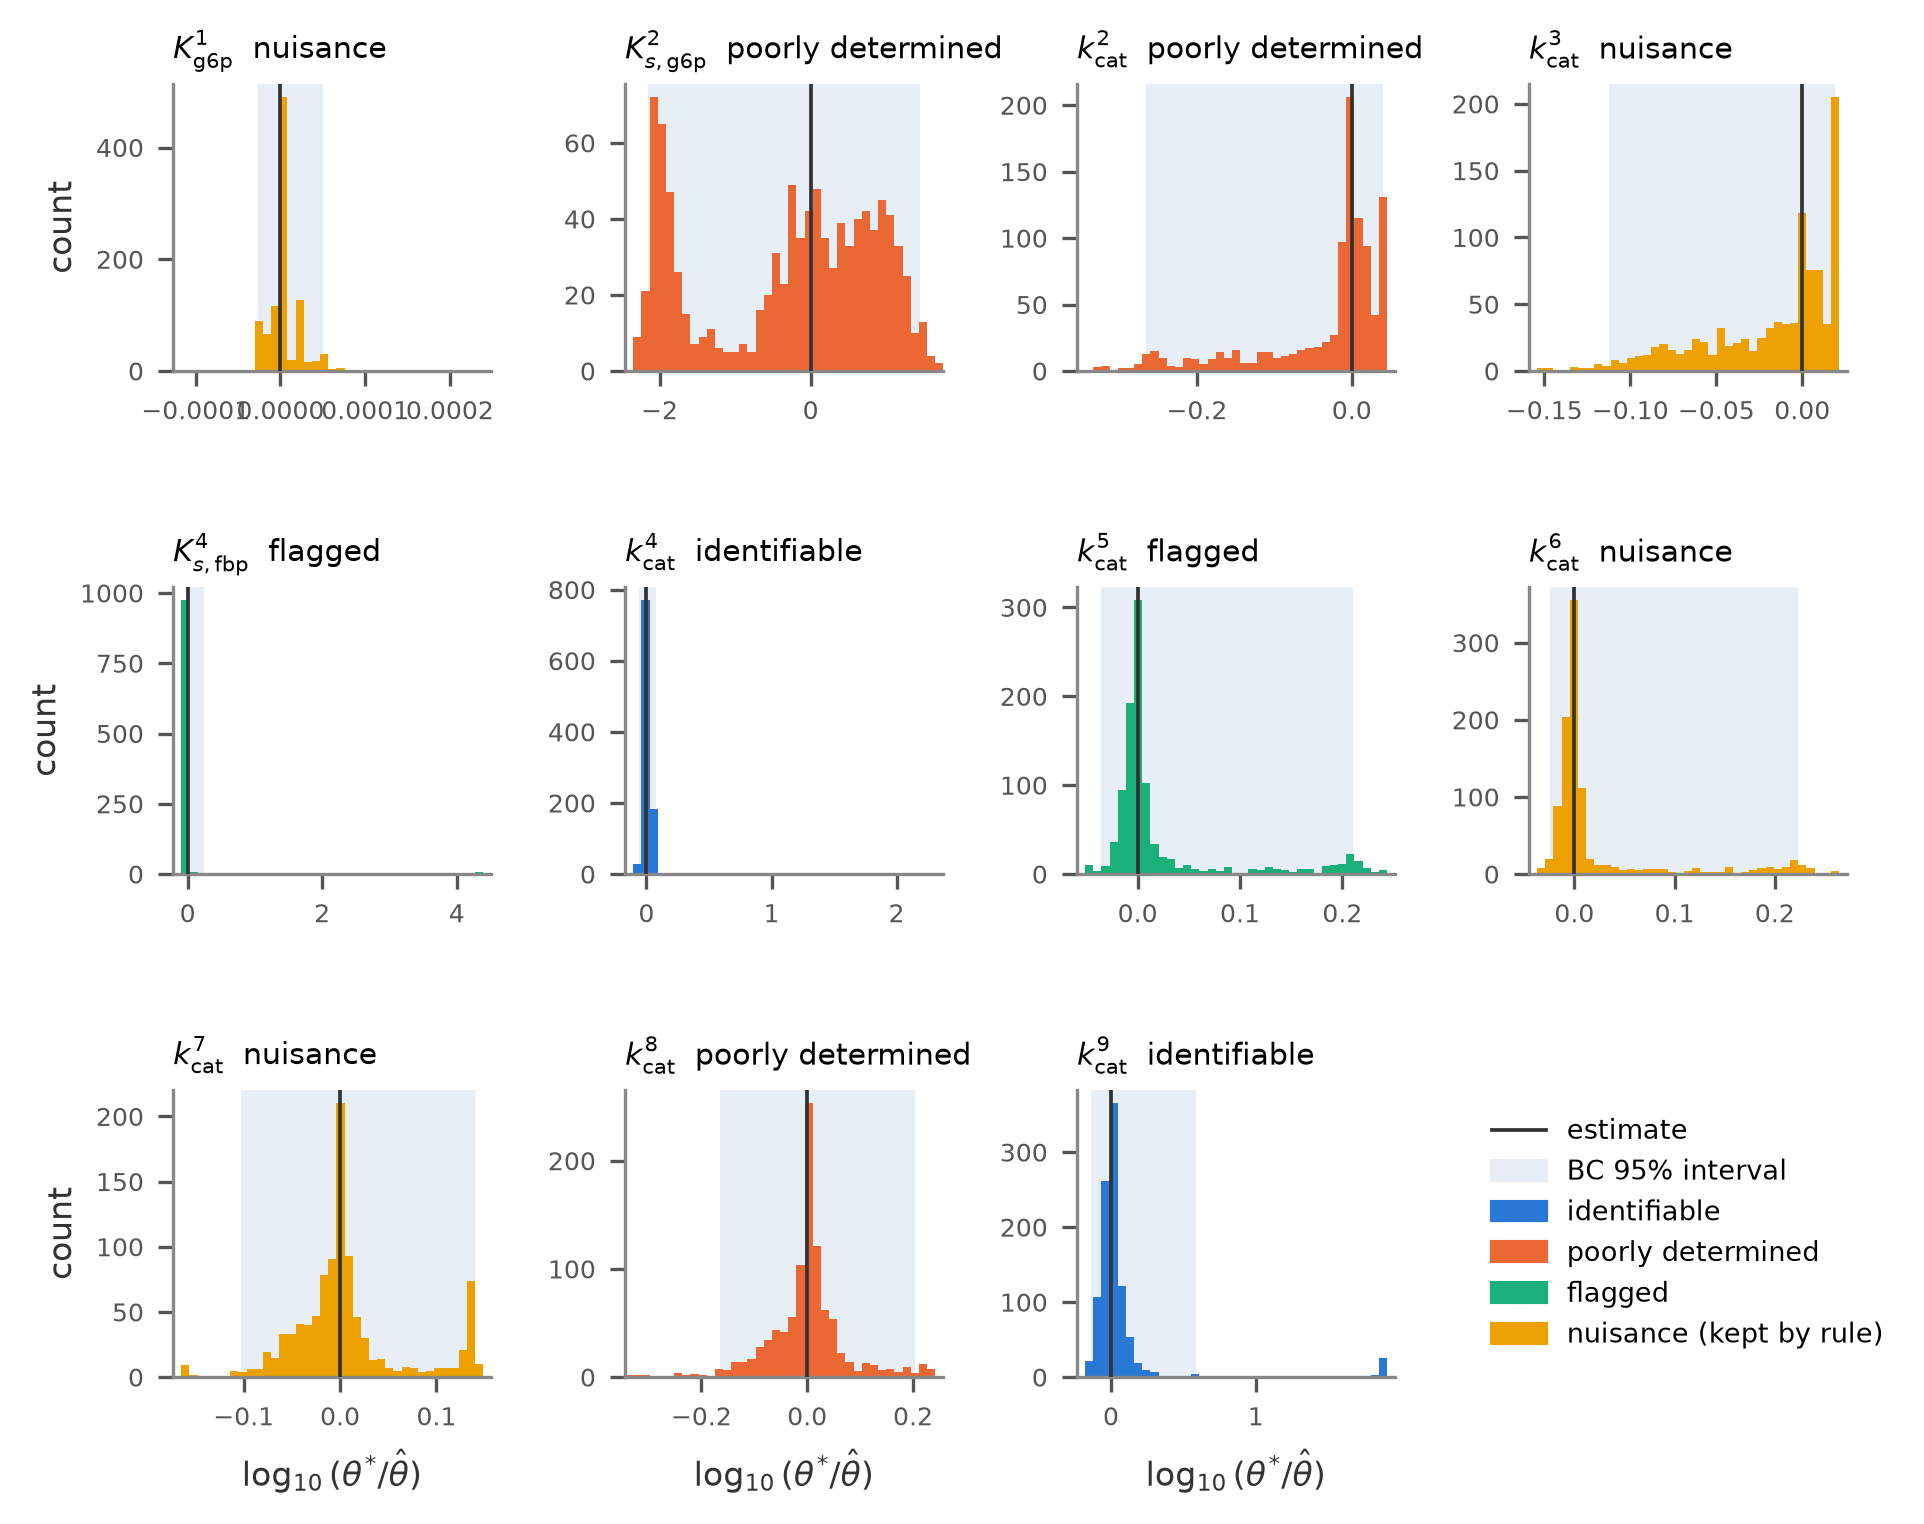 K¹g6p nuisance
K²s, g6p poorly determined
k²cat poorly determined
k³cat nuisance
count
400
200
0
−0.0001 0.0000 0.0001 0.0002
60
40
20
0
−2 0
200
150
100
50
0
−0.2 0.0
200
150
100
50
0
−0.15 −0.10 −0.05 0.00
K⁴s, fbp flagged
k⁴cat identifiable
k⁵cat flagged
k⁶cat nuisance
count
1000
750
500
250
0
0 2 4
800
600
400
200
0
0 1 2
300
200
100
0
0.0 0.1 0.2
300
200
100
0
0.0 0.1 0.2
k⁷cat nuisance
k⁸cat poorly determined
k⁹cat identifiable
count
200
150
100
50
0
−0.1 0.0 0.1
log₁₀ (θ*/θ̂)
200
100
0
−0.2 0.0 0.2
log₁₀ (θ*/θ̂)
300
200
100
0
0 1
log₁₀ (θ*/θ̂)
estimate
BC 95% interval
identifiable
poorly determined
flagged
nuisance (kept by rule)